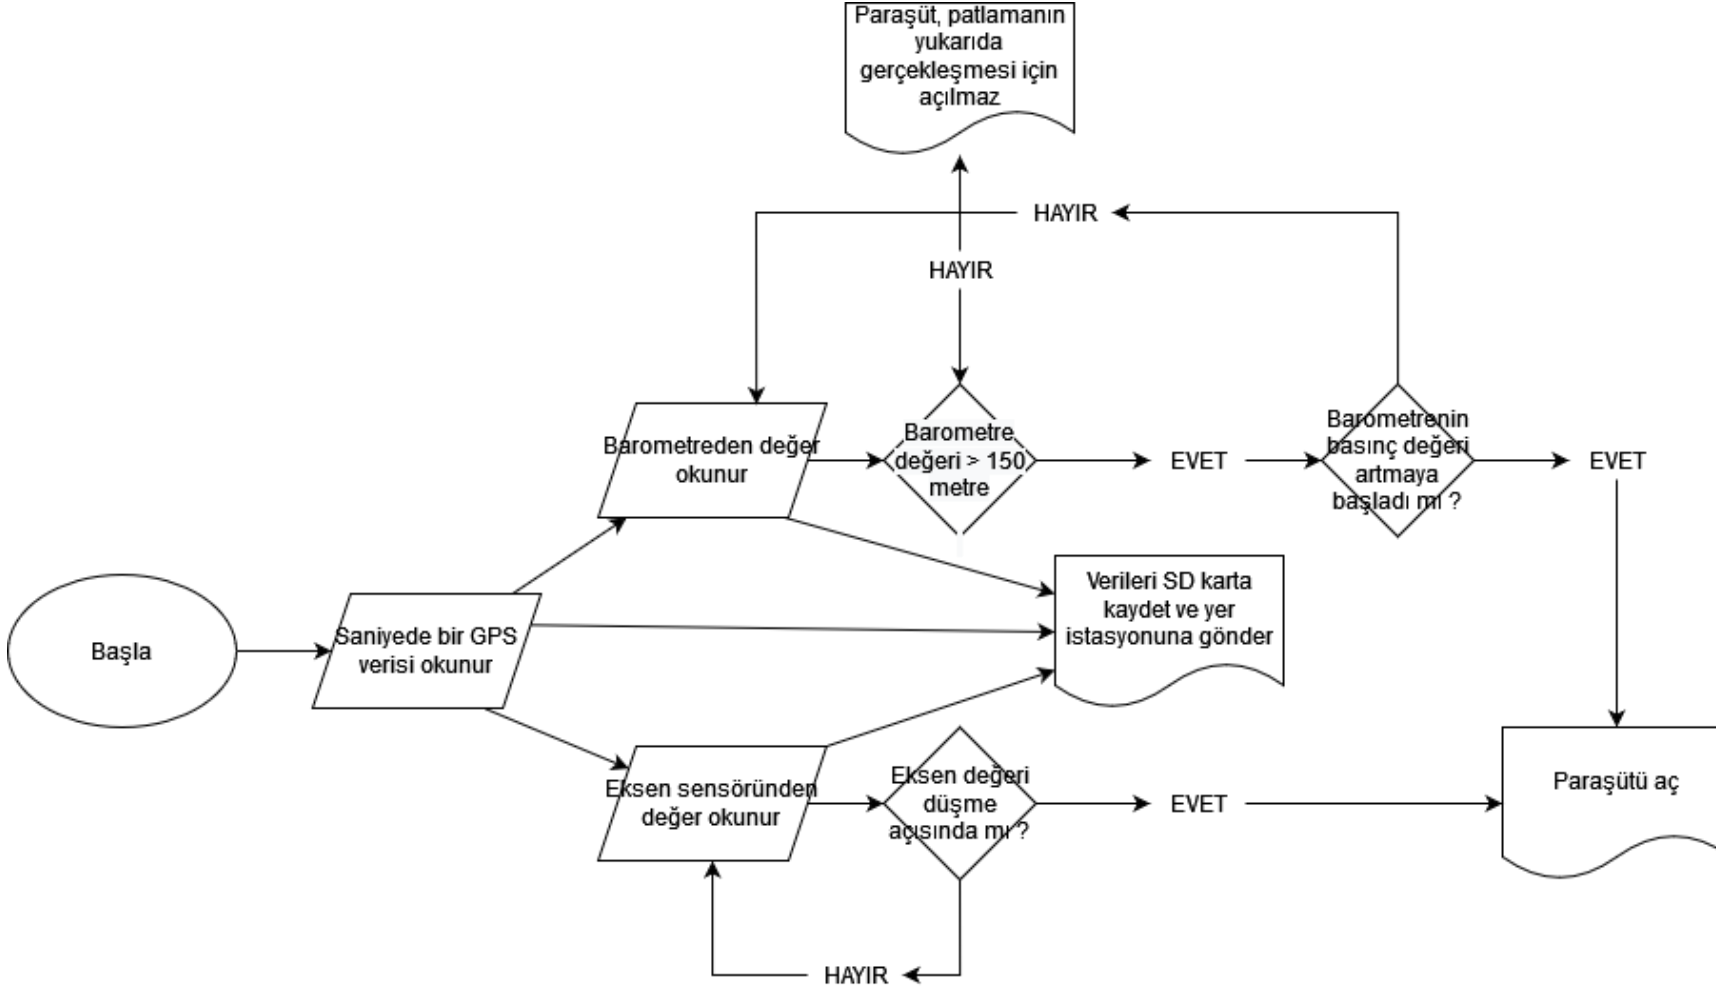 Paraşüt, patlamanın
yukarıda
gerçekleşmesi için
açılmaz
HAYIR
HAYIR
Barometreden değer
okunur
Barometre
değeri > 150
metre
EVET
Barometrenin
basınç değeri
artmaya
başladı mı ?
EVET
Başla
Saniyede bir GPS
verisi okunur
Verileri SD karta
kaydet ve yer
istasyonuna gönder
Eksen sensöründen
değer okunur
Eksen değeri
düşme
açısında mı ?
EVET
Paraşütü aç
HAYIR